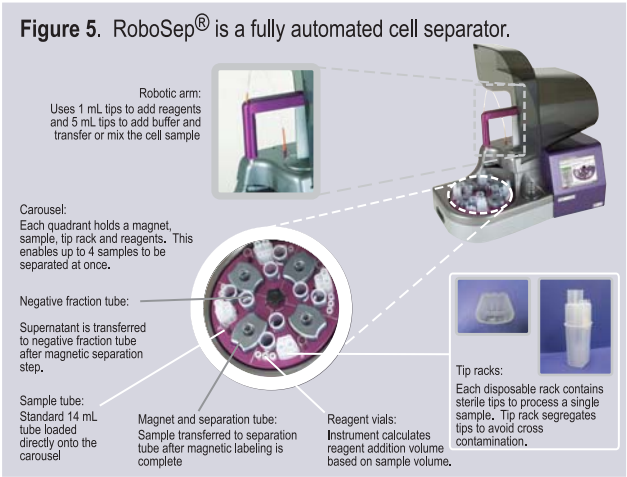 Figure 5. RoboSep® is a fully automated cell separator.
Robotic arm:
Uses 1 mL tips to add reagents
and 5 mL tips to add buffer and
transfer or mix the cell sample
Carousel:
Each quadrant holds a magnet,
sample, tip rack and reagents. This
enables up to 4 samples to be
separated at once.
Negative fraction tube:
Supernatant is transferred
to negative fraction tube
after magnetic separation
step.
Sample tube:
Standard 14 mL
tube loaded
directly onto the
carousel
Magnet and separation tube:
Sample transferred to separation
tube after magnetic labeling is
complete
Reagent vials:
Instrument calculates
reagent addition volume
based on sample volume.
Tip racks:
Each disposable rack contains
sterile tips to process a single
sample. Tip rack segregates
tips to avoid cross
contamination.